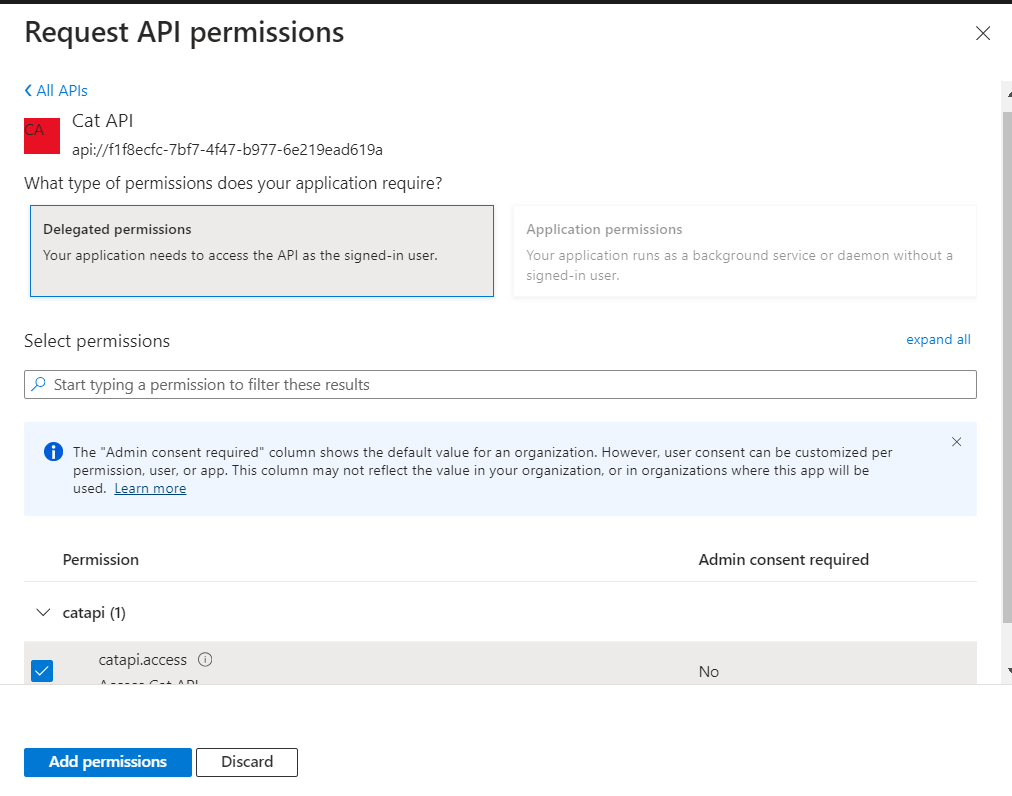 Request API permissions
All APIs
CA
Cat API
api://f1f8ecfc-7bf7-4f47-b977-6e219ead619a
What type of permissions does your application require?
Delegated permissions
Your application needs to access the API as the signed-in user.
Application permissions
Your application runs as a background service or daemon without a
signed-in user.
Select permissions
expand all
Start typing a permission to filter these results
The "Admin consent required" column shows the default value for an organization. However, user consent can be customized per
permission, user, or app. This column may not reflect the value in your organization, or in organizations where this app will be
used. Learn more
Permission
Admin consent required
catapi (1)
catapi.access
No
Access Cat API
Add permissions
Discard